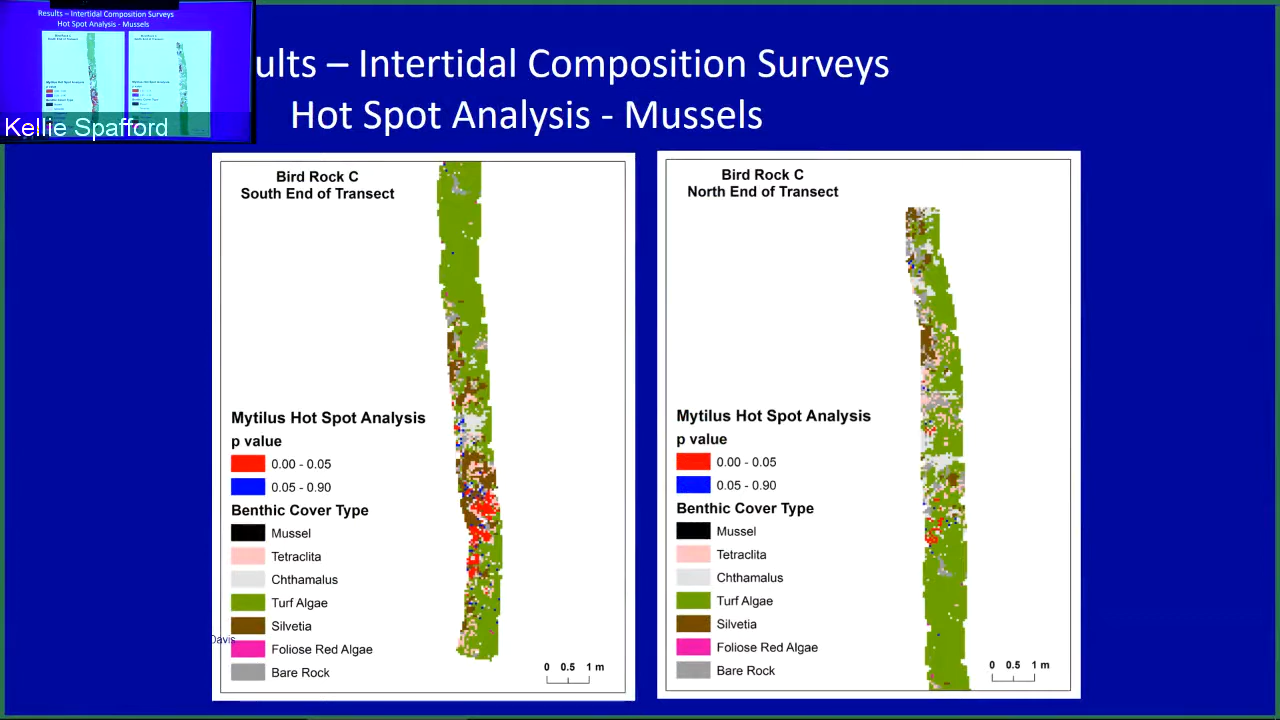 Results – Intertidal Composition Surveys
Hot Spot Analysis - Mussels
Kellie Spafford
ults – Intertidal Composition Surveys
Hot Spot Analysis - Mussels
Bird Rock C
South End of Transect
Mytilus Hot Spot Analysis
p value
0.00 - 0.05
0.05 - 0.90
Benthic Cover Type
Mussel
Tetraclita
Chthamalus
Turf Algae
Silvetia
Foliose Red Algae
Bare Rock
0 0.5 1 m
Davis
Bird Rock C
North End of Transect
Mytilus Hot Spot Analysis
p value
0.00 - 0.05
0.05 - 0.90
Benthic Cover Type
Mussel
Tetraclita
Chthamalus
Turf Algae
Silvetia
Foliose Red Algae
Bare Rock
0 0.5 1 m